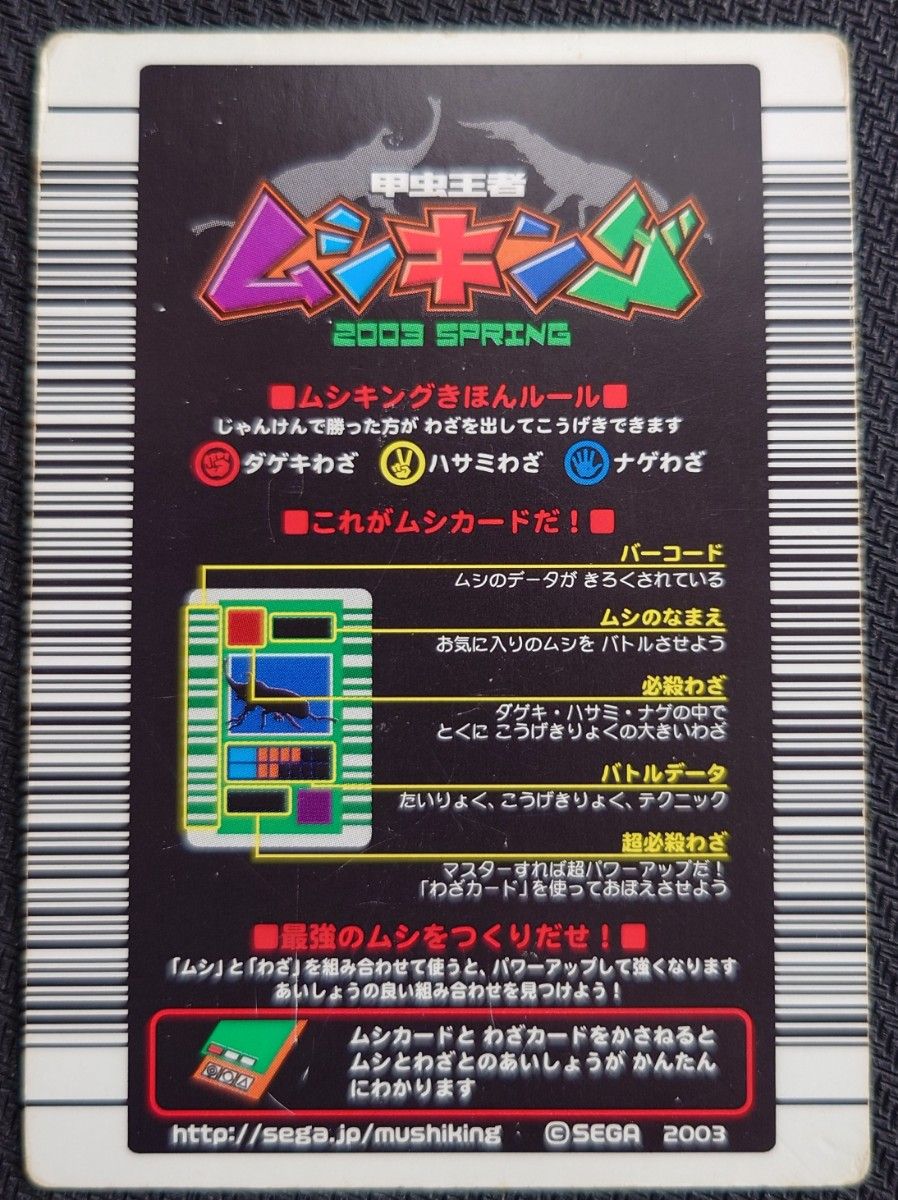 甲虫王者
ムシキング
2003 SPRING
■ムシキングきほんルール■
じゃんけんで勝った方が わざを出してこうげきできます
ダゲキわざ ハサミわざ ナゲわざ
■これがムシカードだ！■
バーコード
ムシのデータが きろくされている
ムシのなまえ
お気に入りのムシを バトルさせよう
必殺わざ
ダゲキ・ハサミ・ナゲの中で
とくに こうげきりょくの大きいわざ
バトルデータ
たいりょく、こうげきりょく、テクニック
超必殺わざ
マスターすれば超パワーアップだ！
「わざカード」を使っておぼえさせよう
■最強のムシをつくりだせ！■
「ムシ」と「わざ」を組み合わせて使うと、パワーアップして強くなります
あいしょうの良い組み合わせを見つけよう！
ムシカードと わざカードをかさねると
ムシとわざとのあいしょうが かんたん
にわかります
http://sega.jp/mushiking ©SEGA 2003